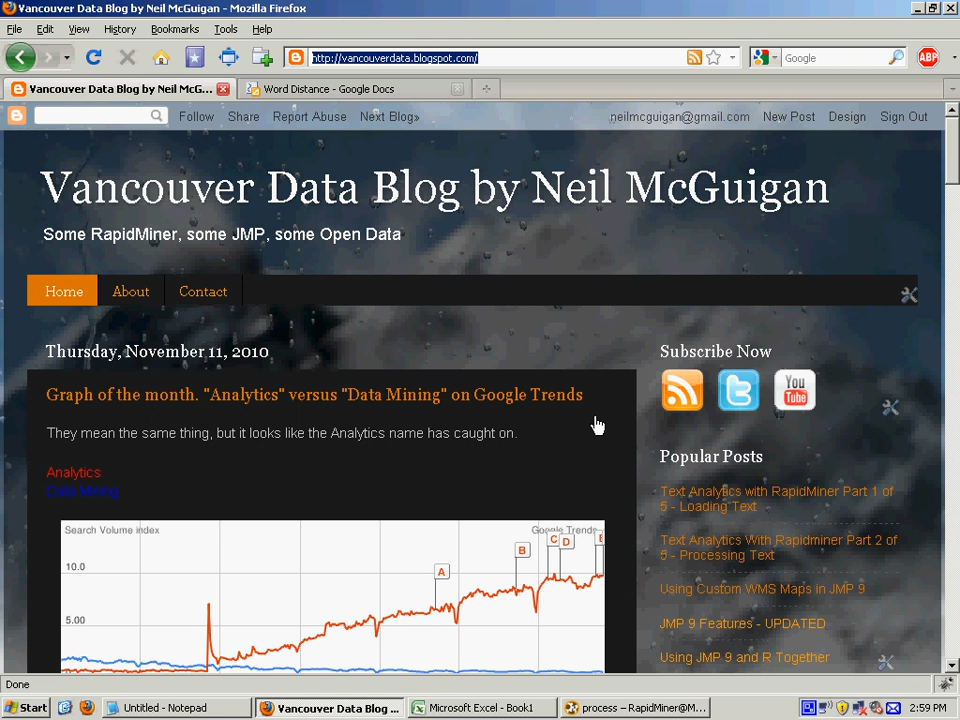 Vancouver Data Blog by Neil McGuigan - Mozilla Firefox
File Edit View History Bookmarks Tools Help
http://vancouverdata.blogspot.com/
Google
ABP
Vancouver Data Blog by Neil McG...
Word Distance - Google Docs
Follow Share Report Abuse Next Blog»
neilmcguigan@gmail.com New Post Design Sign Out
Vancouver Data Blog by Neil McGuigan
Some RapidMiner, some JMP, some Open Data
Home About Contact
Thursday, November 11, 2010
Graph of the month. "Analytics" versus "Data Mining" on Google Trends
They mean the same thing, but it looks like the Analytics name has caught on.
Analytics
Data Mining
Search Volume index
Google Trends
A
B
C
D
E
10.0
5.00
Subscribe Now
You
Tube
Popular Posts
Text Analytics with RapidMiner Part 1 of
5 - Loading Text
Text Analytics With Rapidminer Part 2 of
5 - Processing Text
Using Custom WMS Maps in JMP 9
JMP 9 Features - UPDATED
Using JMP 9 and R Together
Done
Start
Untitled - Notepad
Vancouver Data Blog ...
Microsoft Excel - Book1
process – RapidMiner@M...
2:59 PM